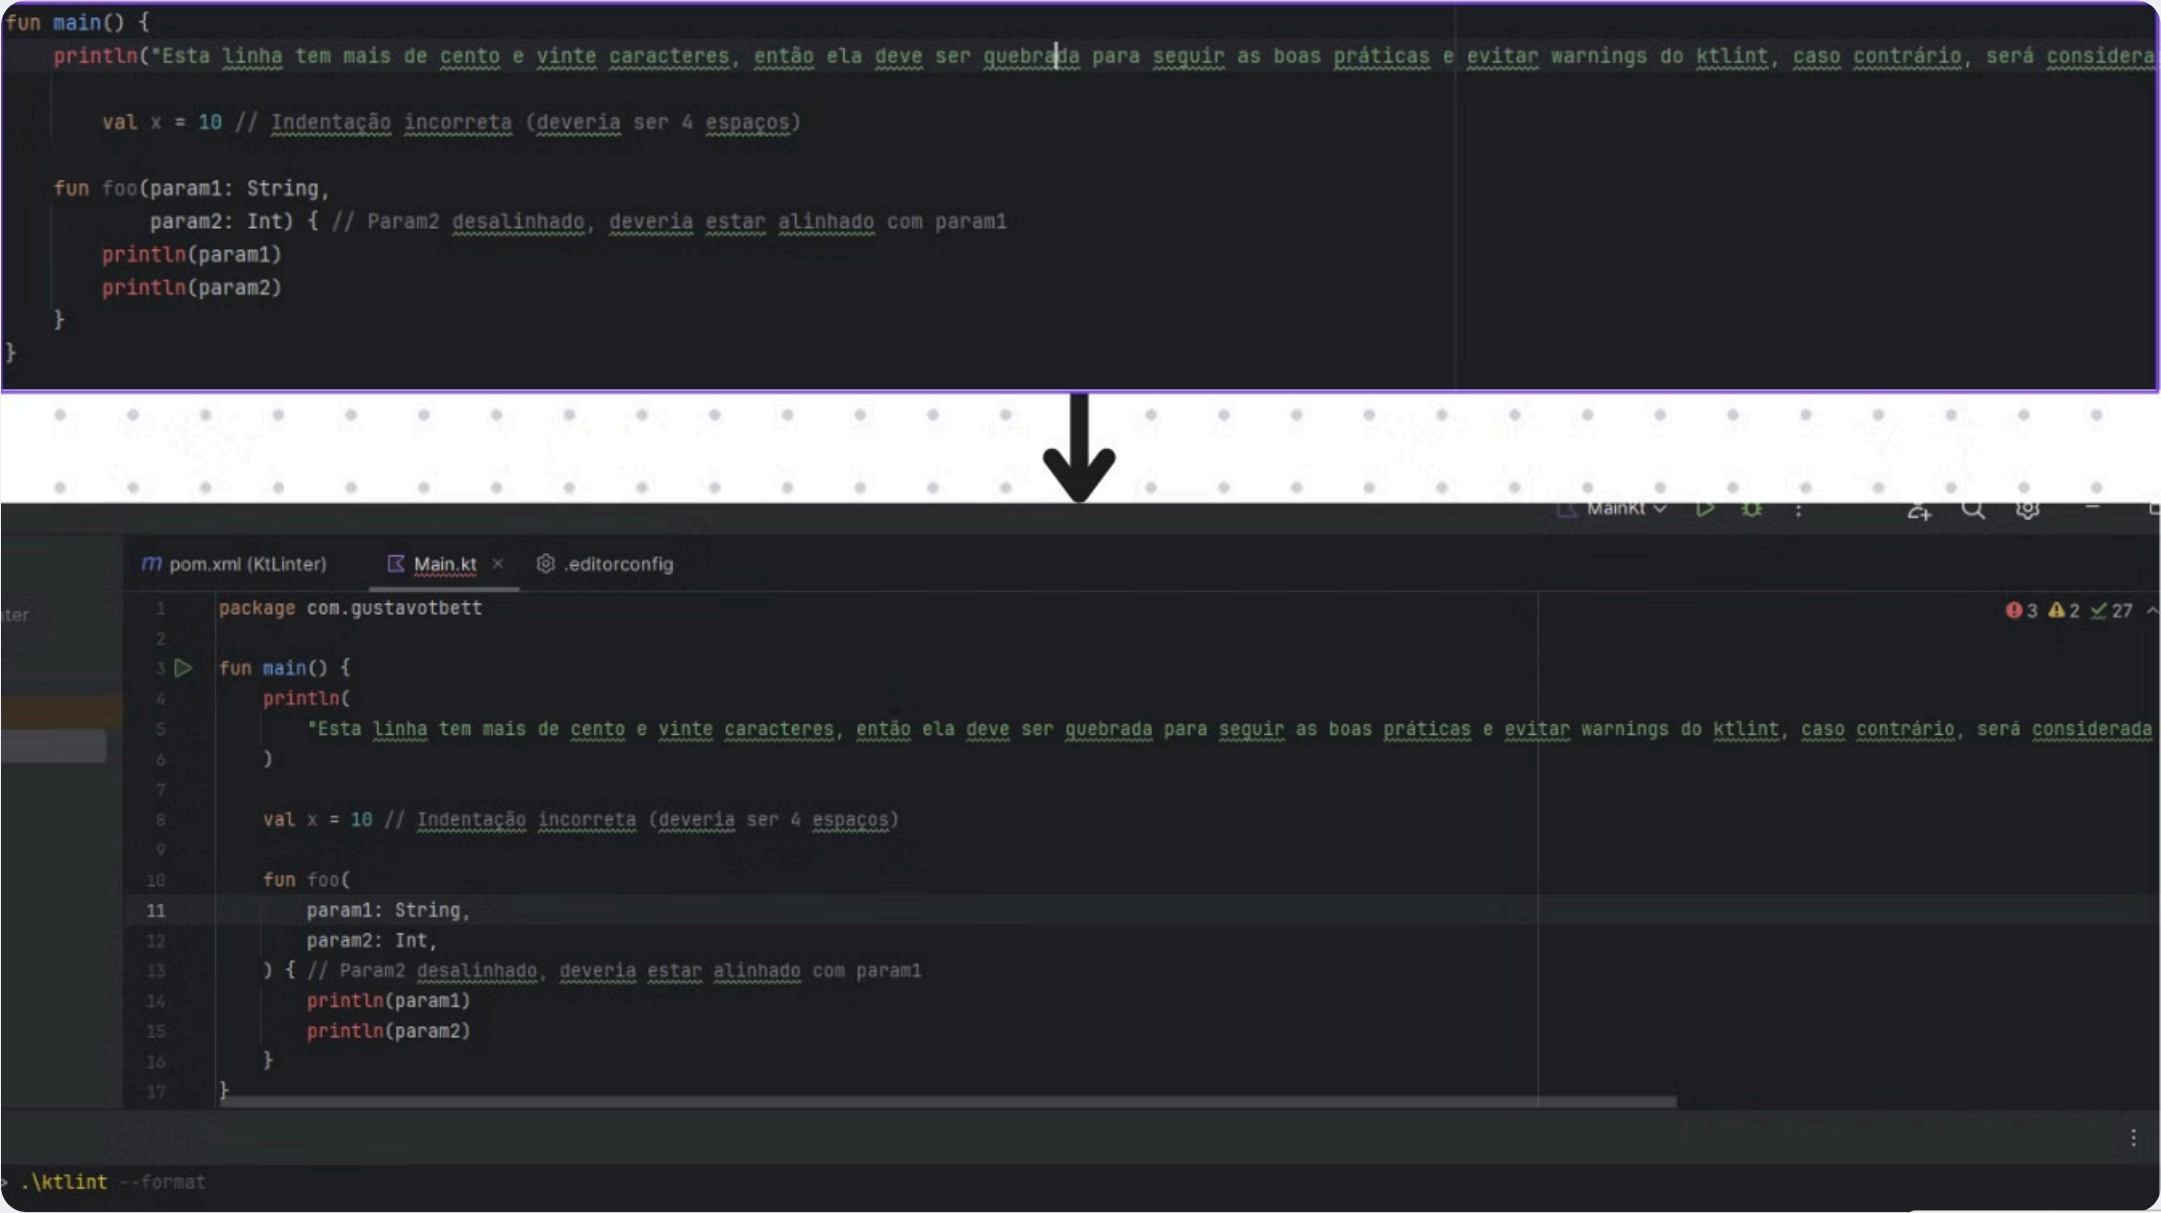 fun main() {
println("Esta linha tem mais de cento e vinte caracteres, então ela deve ser quebrada para seguir as boas práticas e evitar warnings do ktlint, caso contrário, será considera
val x = 10 // Indentação incorreta (deveria ser 4 espaços)
fun foo(param1: String,
param2: Int) { // Param2 desalinhado, deveria estar alinhado com param1
println(param1)
println(param2)
}
}
MainKt
pom.xml (KtLinter) Main.kt .editorconfig
1 package com.gustavotbett 3 2 27
2
3 fun main() {
4 println(
5 "Esta linha tem mais de cento e vinte caracteres, então ela deve ser quebrada para seguir as boas práticas e evitar warnings do ktlint, caso contrário, será considerada
6 )
7
8 val x = 10 // Indentação incorreta (deveria ser 4 espaços)
9
10 fun foo(
11 param1: String,
12 param2: Int,
13 ) { // Param2 desalinhado, deveria estar alinhado com param1
14 println(param1)
15 println(param2)
16 }
17 }
> .\ktlint --format